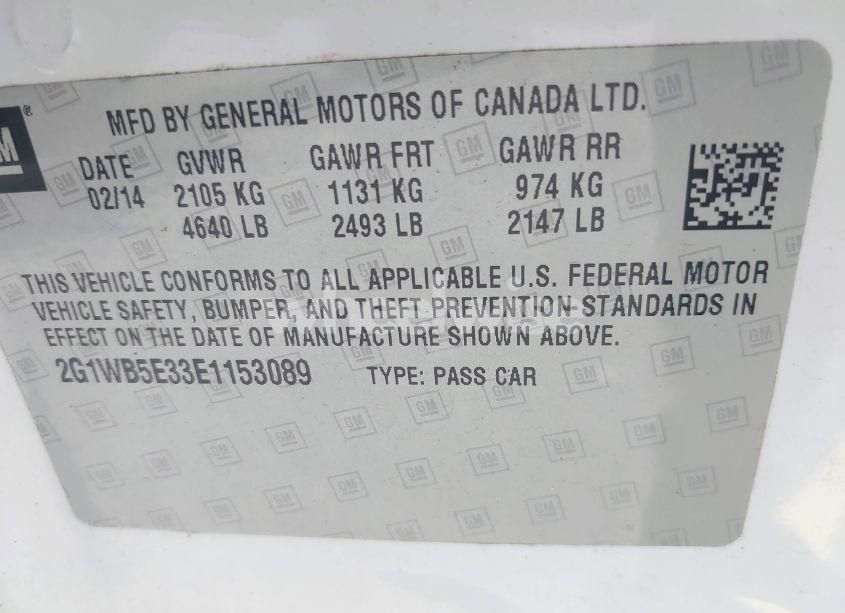 MFD BY GENERAL MOTORS OF CANADA LTD.
DATE GVWR GAWR FRT GAWR RR
02/14 2105 KG 1131 KG 974 KG
4640 LB 2493 LB 2147 LB
THIS VEHICLE CONFORMS TO ALL APPLICABLE U.S. FEDERAL MOTOR
VEHICLE SAFETY, BUMPER, AND THEFT PREVENTION STANDARDS IN
EFFECT ON THE DATE OF MANUFACTURE SHOWN ABOVE.
2G1WB5E33E1153089 TYPE: PASS CAR